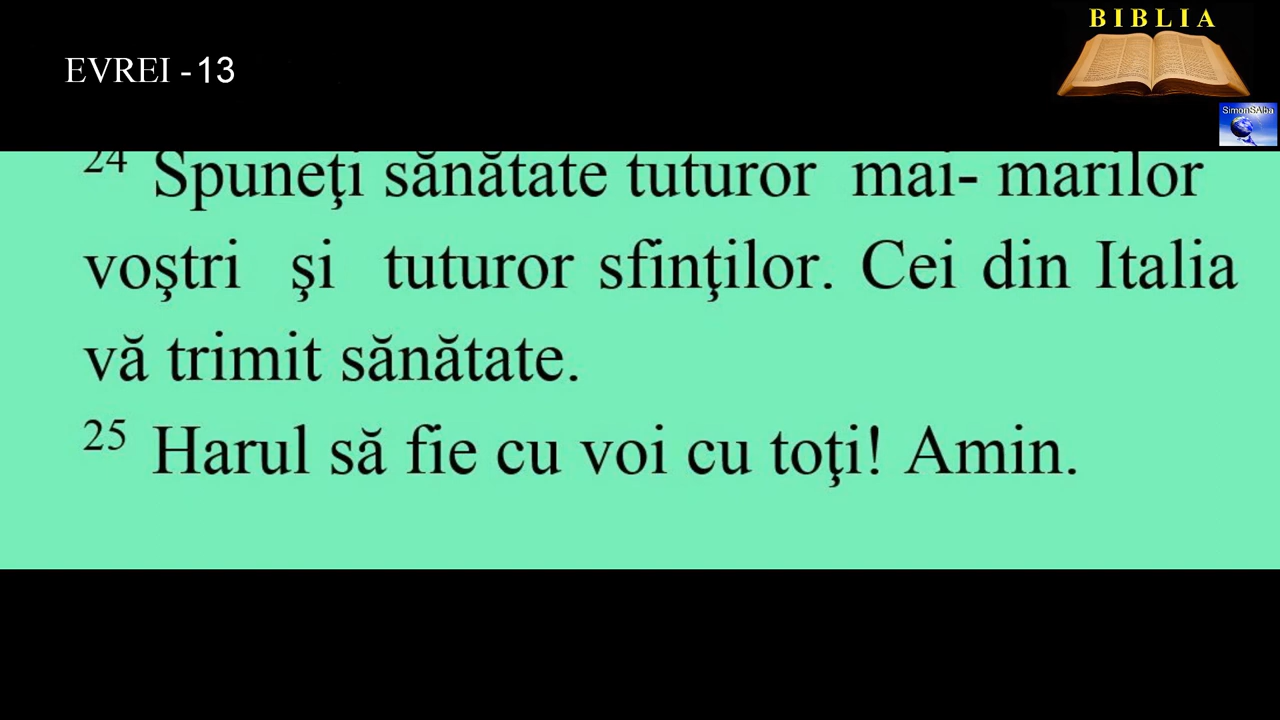 BIBLIA
EVREI - 13
SimonSAlba
24 Spuneţi sănătate tuturor mai- marilor
voştri şi tuturor sfinţilor. Cei din Italia
vă trimit sănătate.
25 Harul să fie cu voi cu toţi! Amin.